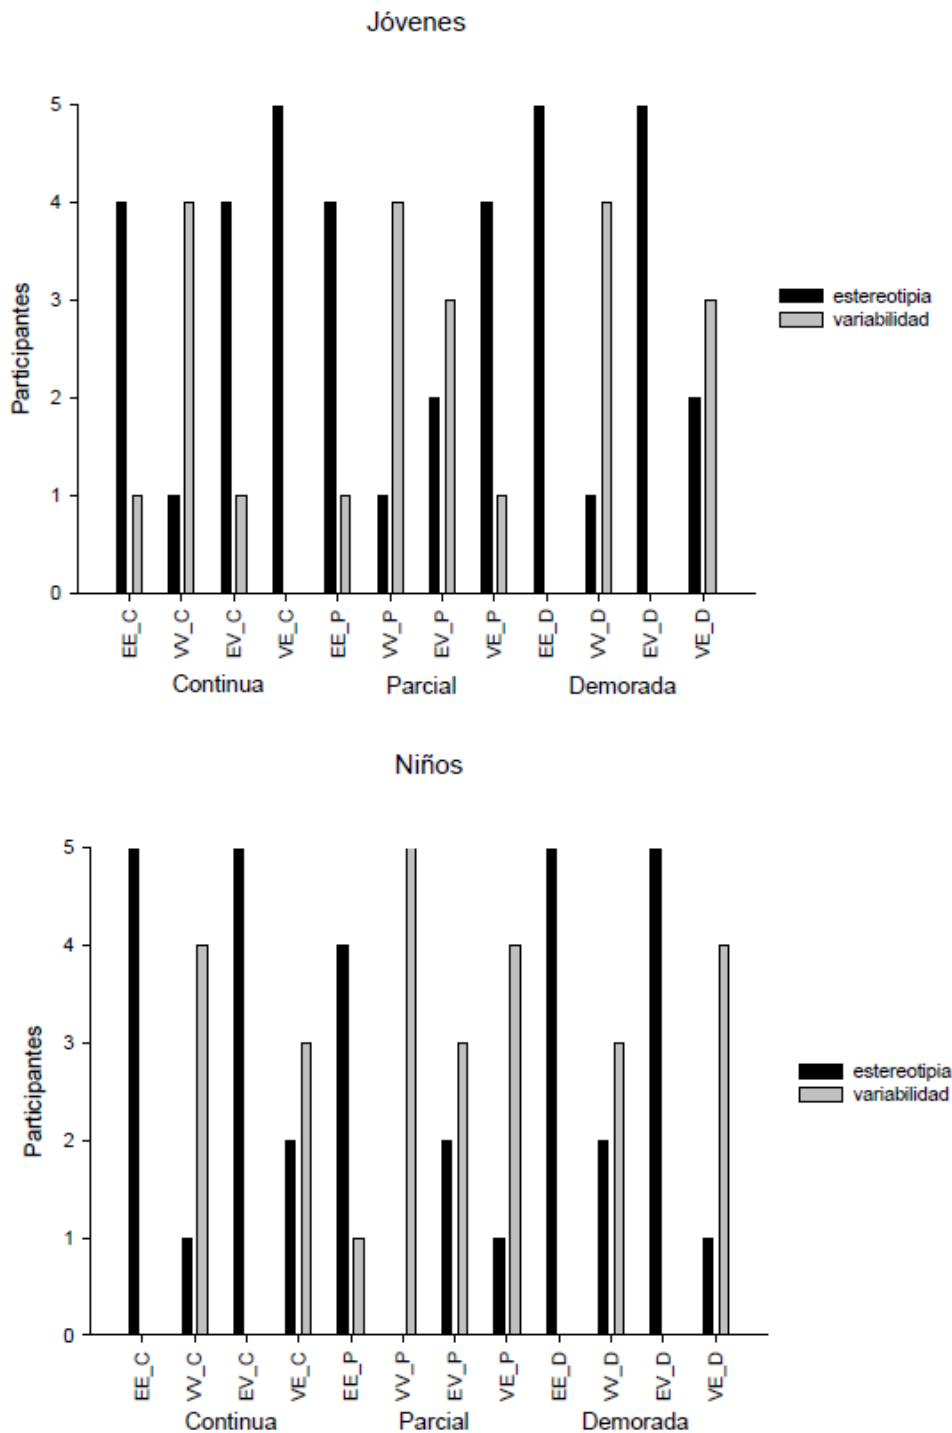 Jóvenes
5
4
3
2
1
0
Participantes
estereotipia
variabilidad
EE_C VV_C EV_C VE_C EE_P VV_P EV_P VE_P EE_D VV_D EV_D VE_D
Continua Parcial Demorada
Niños
5
4
3
2
1
0
Participantes
estereotipia
variabilidad
EE_C VV_C EV_C VE_C EE_P VV_P EV_P VE_P EE_D VV_D EV_D VE_D
Continua Parcial Demorada